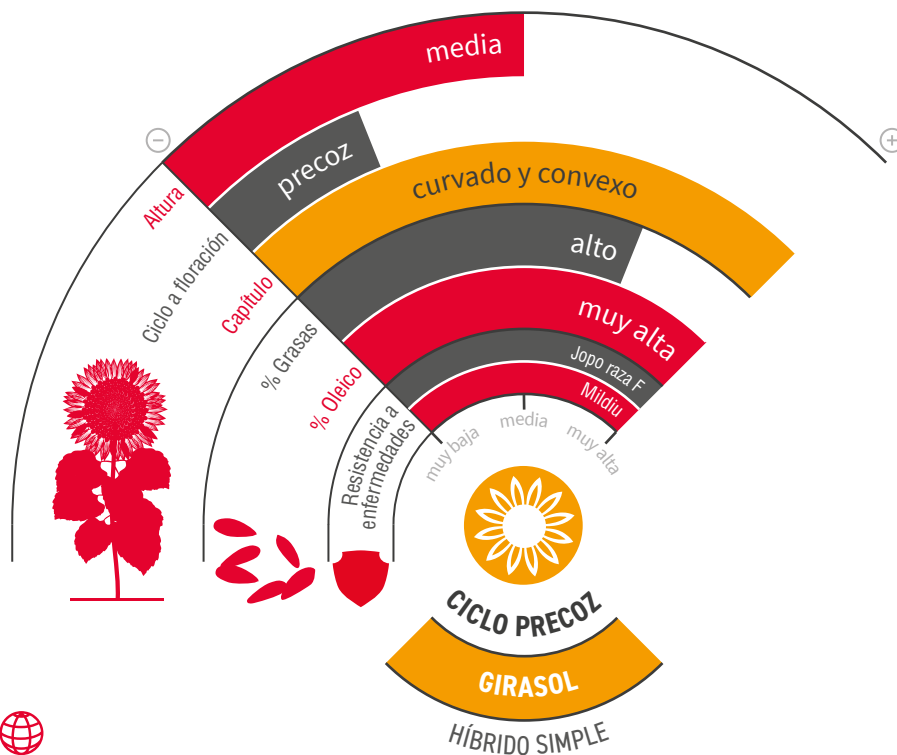 media
precoz
curvado y convexo
alto
muy alta
Jopo raza F
Mildiu
Altura
Ciclo a floración
Capítulo
% Grasas
% Oleico
Resistencia a
enfermedades
muy baja
media
muy alta
CICLO PRECOZ
GIRASOL
HÍBRIDO SIMPLE